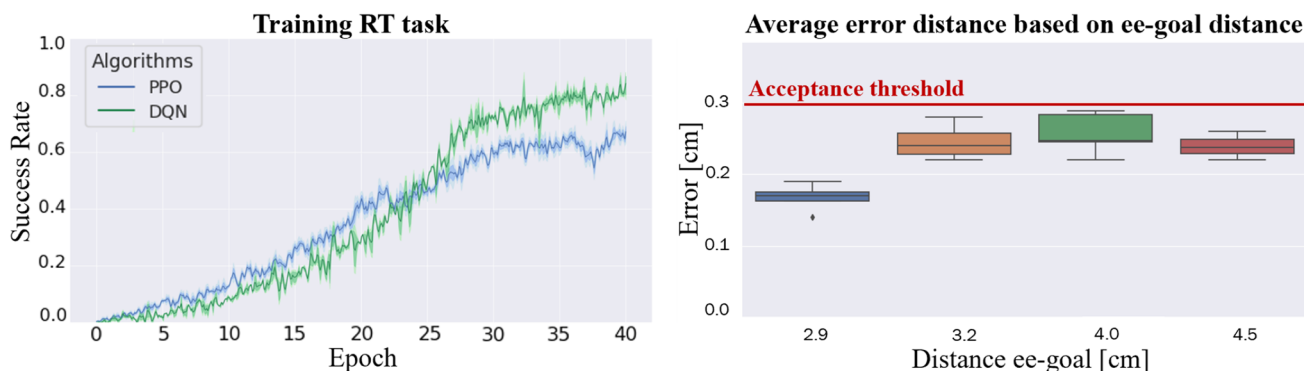 Training RT task
Algorithms
PPO
DQN
1.0
0.8
0.6
0.4
0.2
0.0
Success Rate
0 5 10 15 20 25 30 35 40
Epoch
Average error distance based on ee-goal distance
Acceptance threshold
0.3
0.2
0.1
0.0
Error [cm]
2.9 3.2 4.0 4.5
Distance ee-goal [cm]